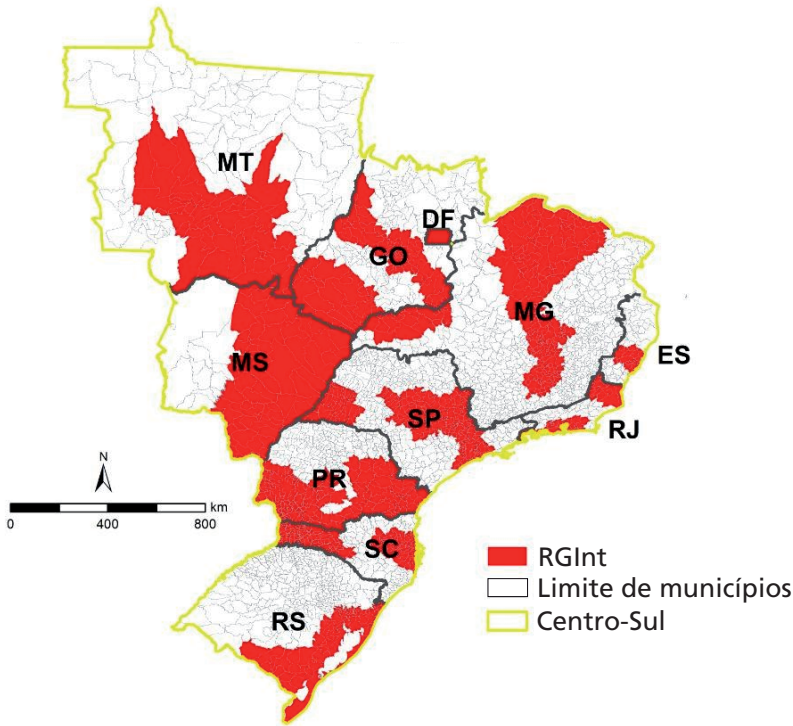 MT
DF
GO
MG
MS
ES
SP
RJ
PR
N
km
0 400 800
SC
RS
RGInt
Limite de municípios
Centro-Sul